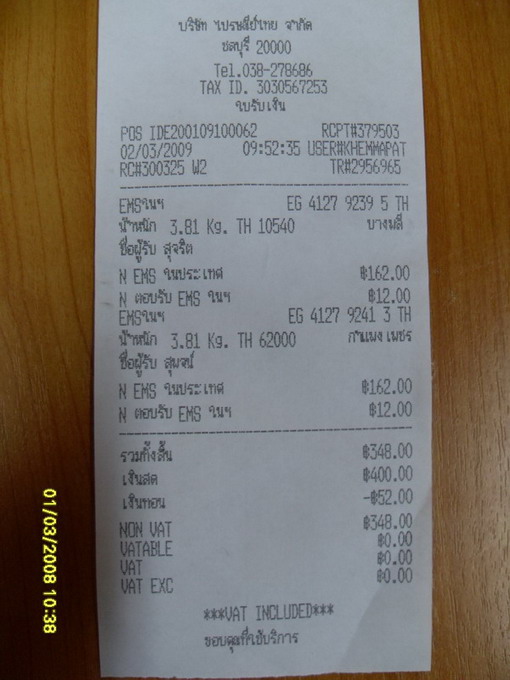 บริษัท ไปรษณีย์ไทย จำกัด
ชลบุรี 20000
Tel.038-278686
TAX ID. 3030567253
ใบรับเงิน
POS IDE200109100062 RCPT#379503
02/03/2009 09:52:35 USER#KHEMMAPAT
RC#300325 W2 TR#2956965
EMSในฯ EG 4127 9239 5 TH
น้ำหนัก 3.81 Kg. TH 10540 บางพลี
ชื่อผู้รับ สุจริต
N EMS ในประเทศ ฿162.00
N ตอบรับ EMS ในฯ ฿12.00
EMSในฯ EG 4127 9241 3 TH
น้ำหนัก 3.81 Kg. TH 62000 กำแพงเพชร
ชื่อผู้รับ สุพจน์
N EMS ในประเทศ ฿162.00
N ตอบรับ EMS ในฯ ฿12.00
รวมทั้งสิ้น ฿348.00
เงินสด ฿400.00
เงินทอน -฿52.00
NON VAT ฿348.00
VATABLE ฿0.00
VAT ฿0.00
VAT EXC ฿0.00
***VAT INCLUDED***
ขอบคุณที่ใช้บริการ
01/03/2008 10:38